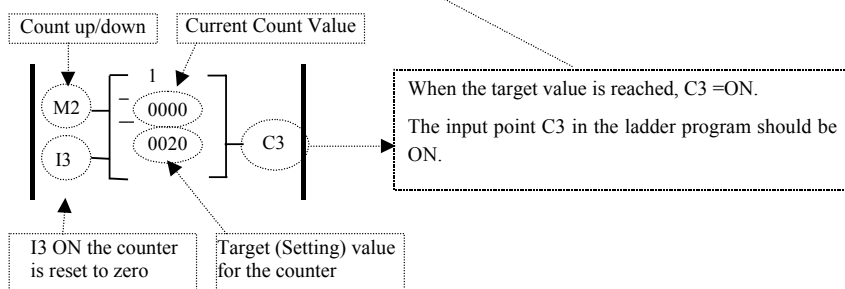 Count up/down
Current Count Value
1
M2
0000
0020
I3
C3
When the target value is reached, C3 =ON.
The input point C3 in the ladder program should be
ON.
I3 ON the counter
is reset to zero
Target (Setting) value
for the counter